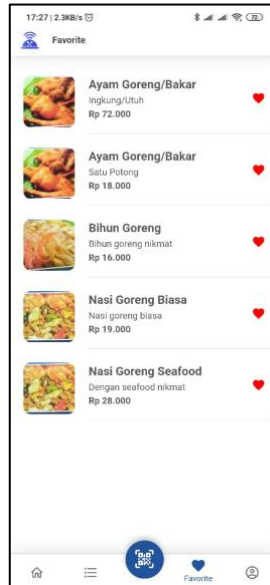 17:27 | 2.3KB/s
72
Favorite
Ayam Goreng/Bakar
Ingkung/Utuh
Rp 72.000
Ayam Goreng/Bakar
Satu Potong
Rp 18.000
Bihun Goreng
Bihun goreng nikmat
Rp 16.000
Nasi Goreng Biasa
Nasi goreng biasa
Rp 19.000
Nasi Goreng Seafood
Dengan seafood nikmat
Rp 28.000
Favorite